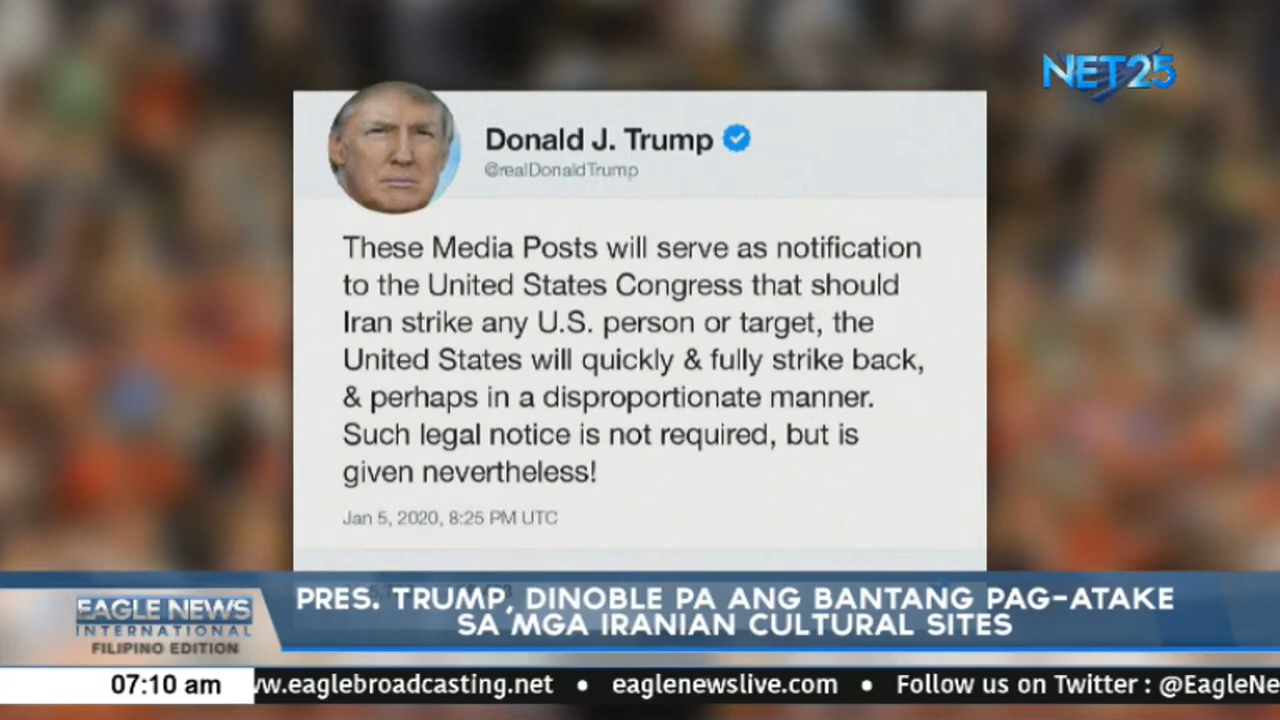 NET25
Donald J. Trump
@realDonaldTrump
These Media Posts will serve as notification
to the United States Congress that should
Iran strike any U.S. person or target, the
United States will quickly & fully strike back,
& perhaps in a disproportionate manner.
Such legal notice is not required, but is
given nevertheless!
Jan 5, 2020, 8:25 PM UTC
EAGLE NEWS
INTERNATIONAL
FILIPINO EDITION
PRES. TRUMP, DINOBLE PA ANG BANTANG PAG-ATAKE
SA MGA IRANIAN CULTURAL SITES
07:10 am
ww.eaglebroadcasting.net • eaglenewslive.com • Follow us on Twitter : @EagleNe